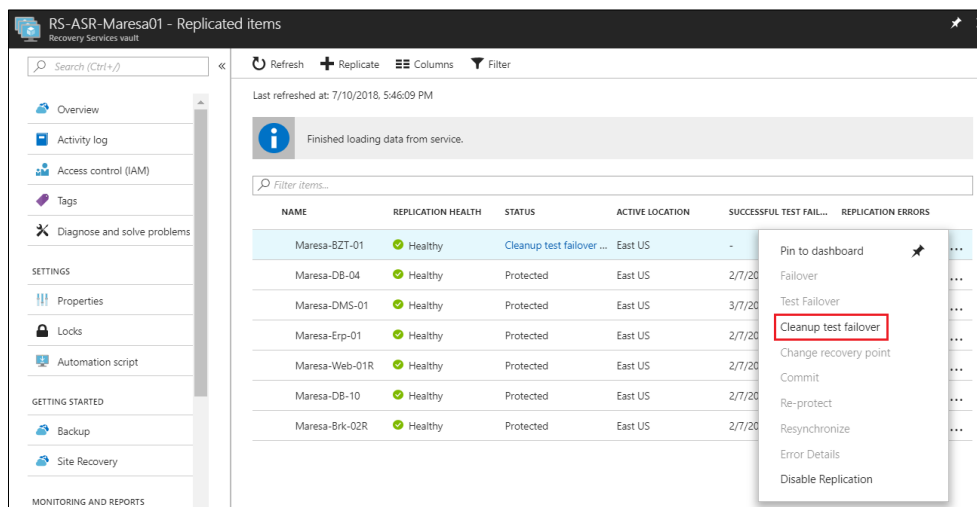 RS-ASR-Maresa01 - Replicated items
Recovery Services vault
Search (Ctrl+/)
«
Refresh Replicate Columns Filter
Last refreshed at: 7/10/2018, 5:46:09 PM
Finished loading data from service.
Filter items...
NAME REPLICATION HEALTH STATUS ACTIVE LOCATION SUCCESSFUL TEST FAIL... REPLICATION ERRORS
Maresa-BZT-01 Healthy Cleanup test failover ... East US - ...
Maresa-DB-04 Healthy Protected East US 2/7/20 ...
Maresa-DMS-01 Healthy Protected East US 3/7/20 ...
Maresa-Erp-01 Healthy Protected East US 2/7/20 ...
Maresa-Web-01R Healthy Protected East US 2/7/20 ...
Maresa-DB-10 Healthy Protected East US 2/7/20 ...
Maresa-Brk-02R Healthy Protected East US 2/7/20 ...
Pin to dashboard
Failover
Test Failover
Cleanup test failover
Change recovery point
Commit
Re-protect
Resynchronize
Error Details
Disable Replication
Overview
Activity log
Access control (IAM)
Tags
Diagnose and solve problems
SETTINGS
Properties
Locks
Automation script
GETTING STARTED
Backup
Site Recovery
MONITORING AND REPORTS